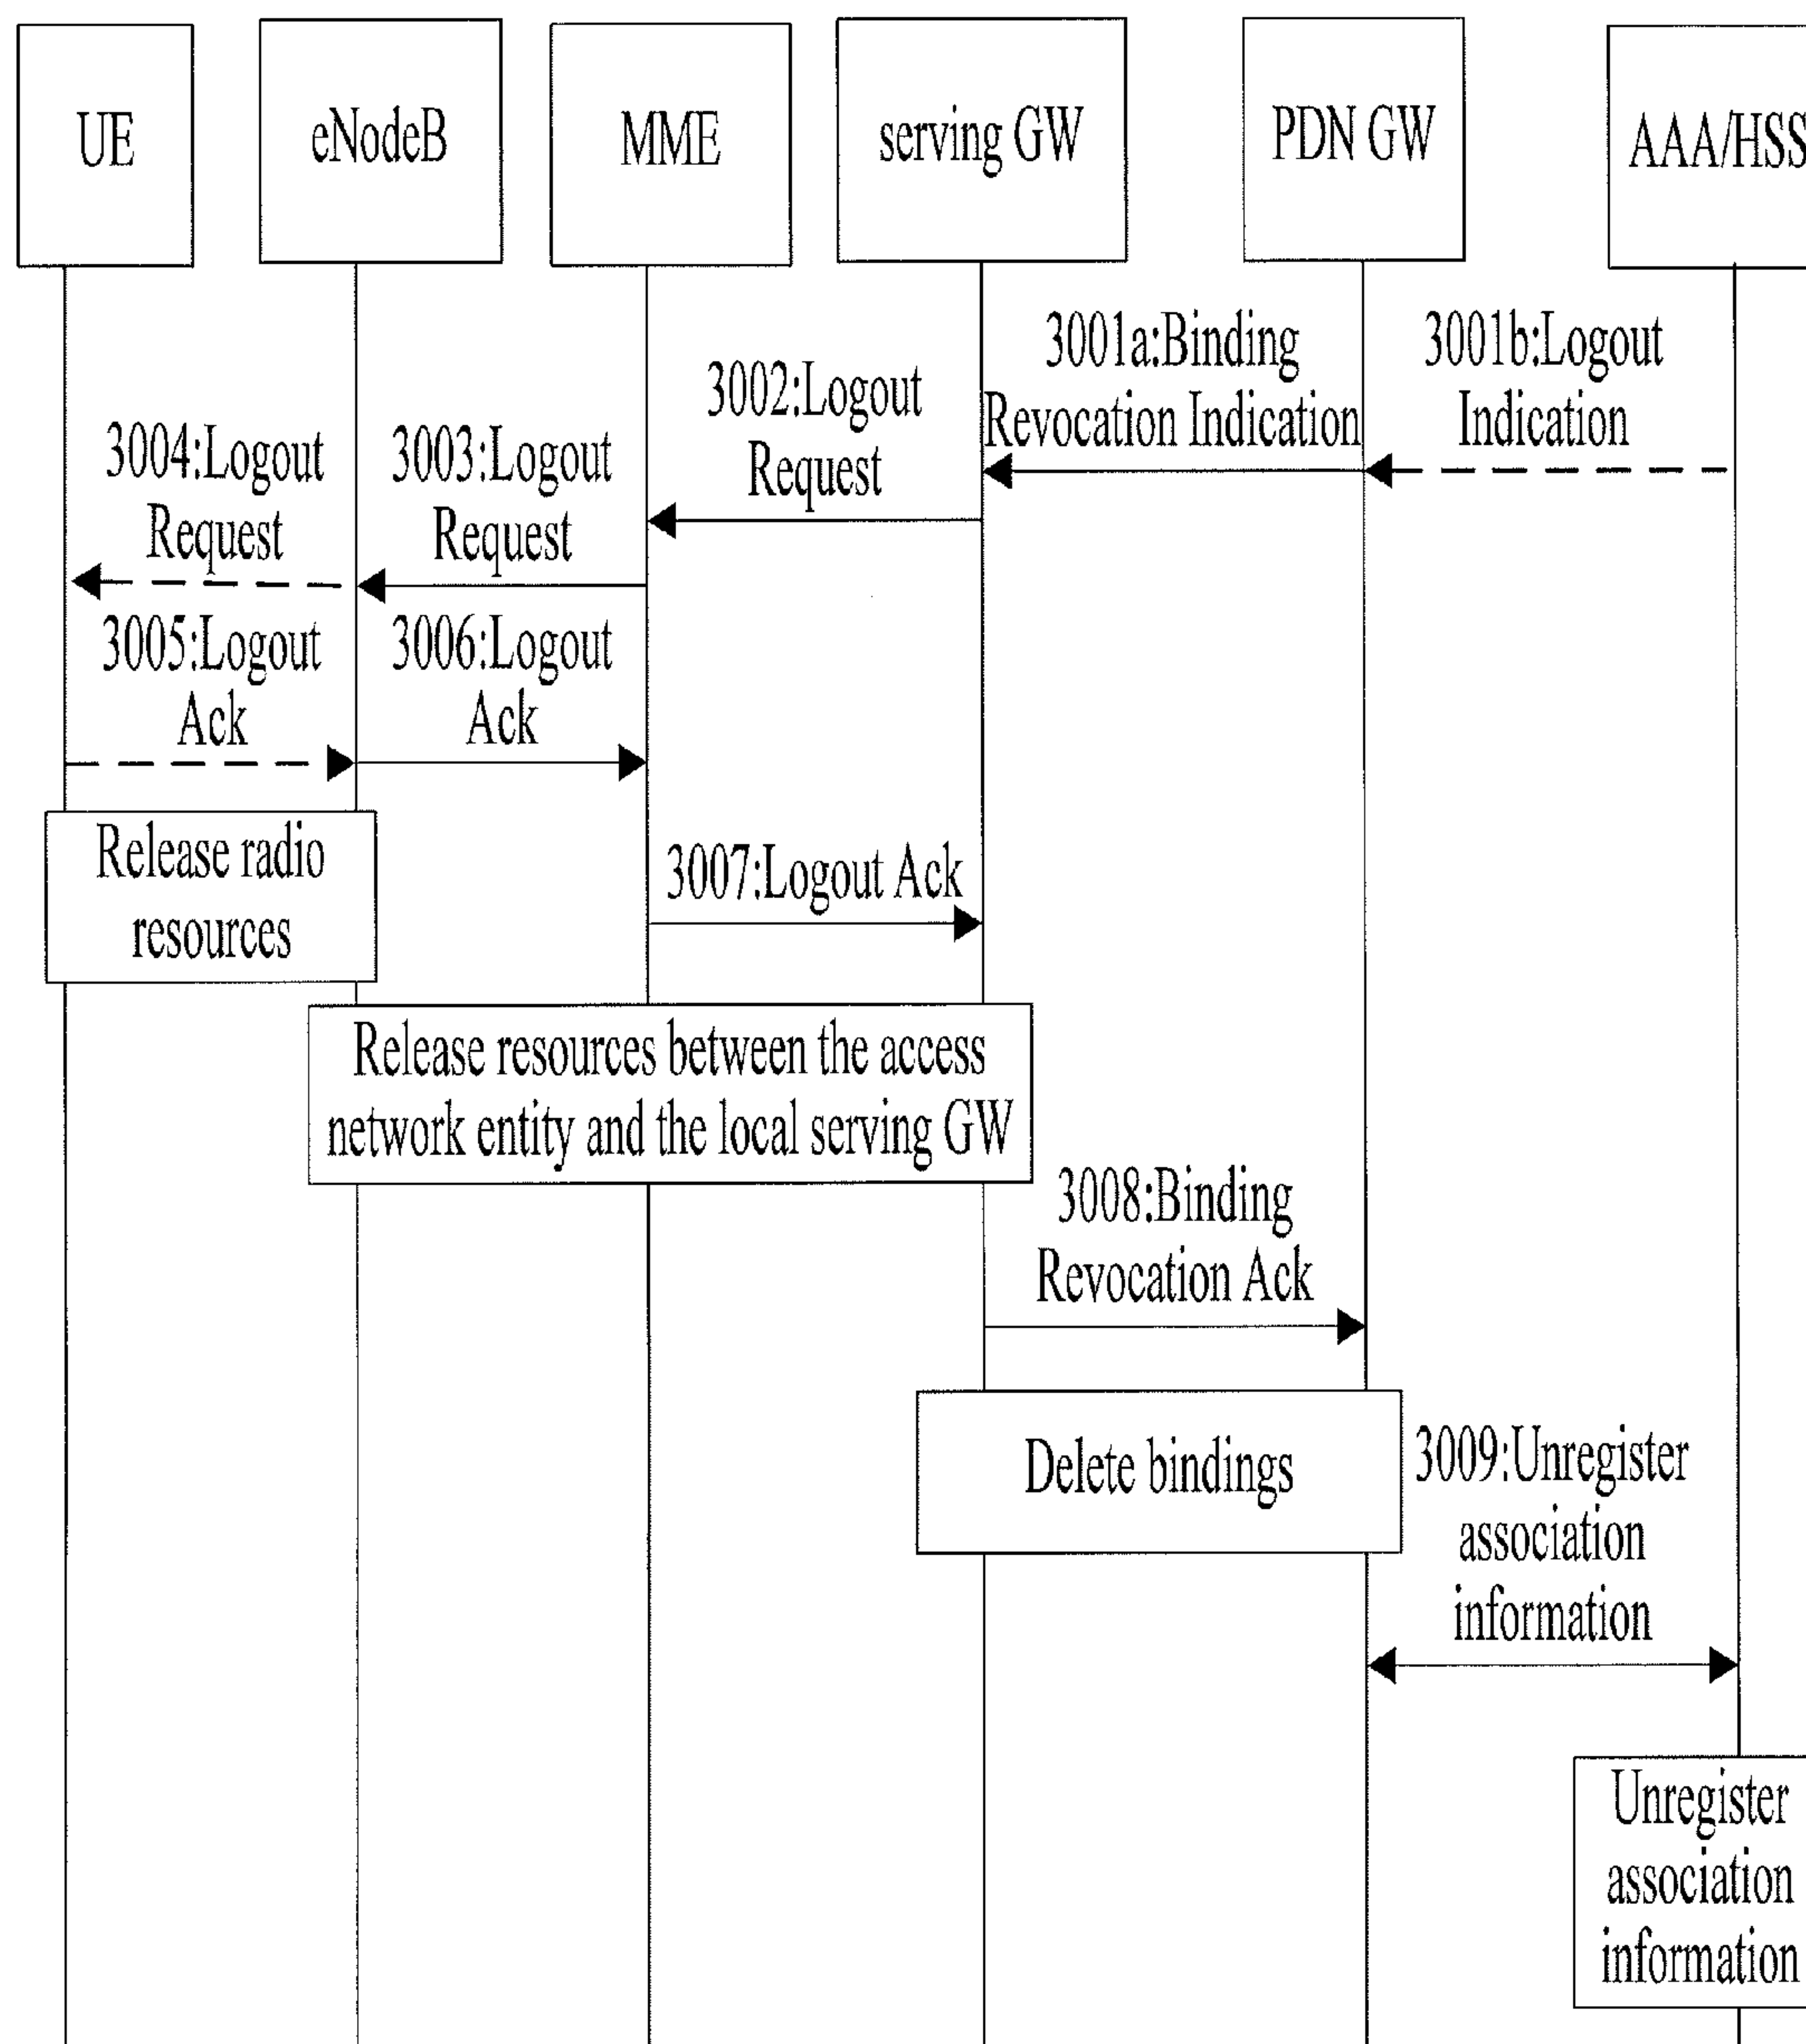 UE
eNodeB
MME
serving GW
PDN GW
AAA/HSS
3001a:Binding
Revocation Indication
3001b:Logout
Indication
3002:Logout
Request
3003:Logout
Request
3004:Logout
Request
3005:Logout
Ack
3006:Logout
Ack
Release radio
resources
3007:Logout Ack
Release resources between the access
network entity and the local serving GW
3008:Binding
Revocation Ack
Delete bindings
3009:Unregister
association
information
Unregister
association
information